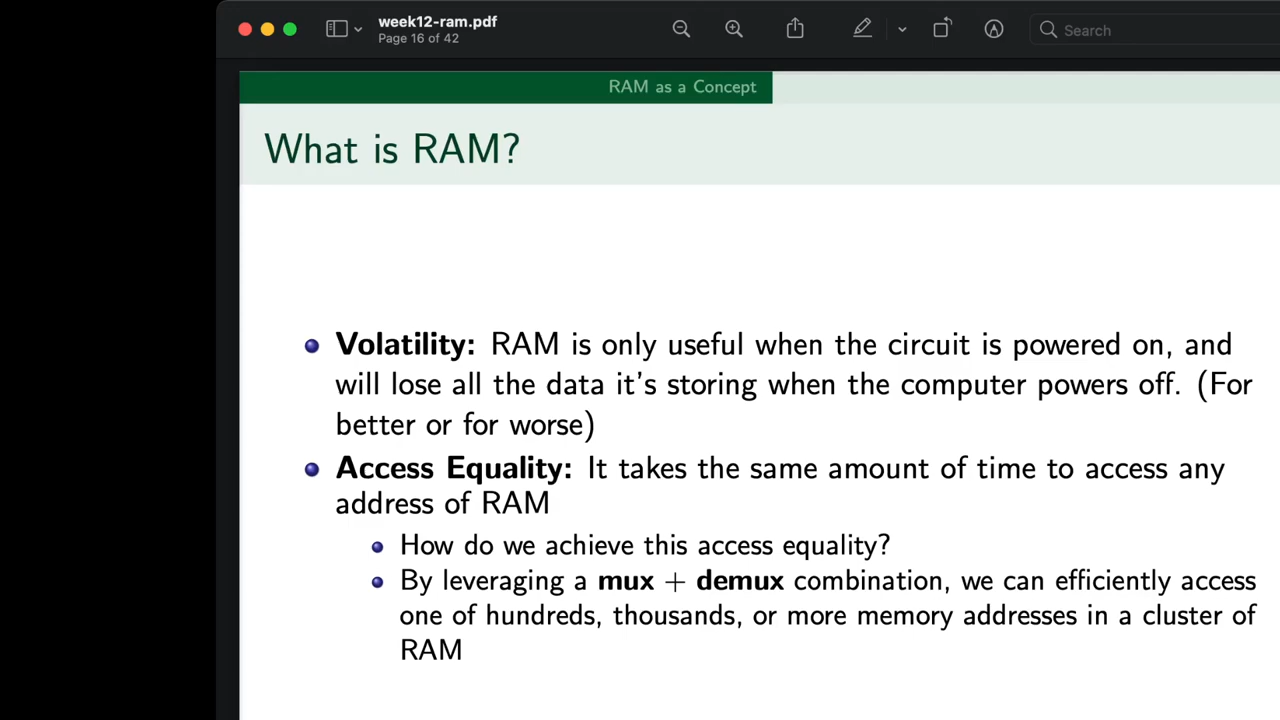 week12-ram.pdf
Page 16 of 42
Search
RAM as a Concept
What is RAM?
Volatility: RAM is only useful when the circuit is powered on, and
will lose all the data it's storing when the computer powers off. (For
better or for worse)
Access Equality: It takes the same amount of time to access any
address of RAM
How do we achieve this access equality?
By leveraging a mux + demux combination, we can efficiently access
one of hundreds, thousands, or more memory addresses in a cluster of
RAM